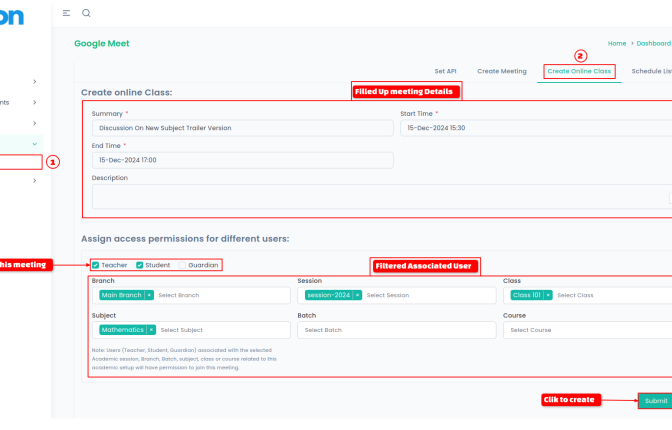 on
Google Meet
Home > Dashboard
2
Set API Create Meeting Create Online Class Schedule List
Create online Class:
Filled Up meeting Details
Summary *
Start Time *
Discussion On New Subject Trailer Version
15-Dec-2024 15:30
End Time *
15-Dec-2024 17:00
1
Description
nts
Assign access permissions for different users:
his meeting
Teacher Student Guardian
Filtered Associated User
Branch Session Class
Main Branch × Select Branch
session-2024 × Select Session
Class 101 × Select Class
Subject Batch Course
Mathematics × Select Subject
Select Batch
Select Course
Note: Users (Teacher, Student, Guardian) associated with the selected
Academic session, Branch, Batch, subject, class or course related to this
academic setup will have permission to join this meeting.
Clik to create
Submit